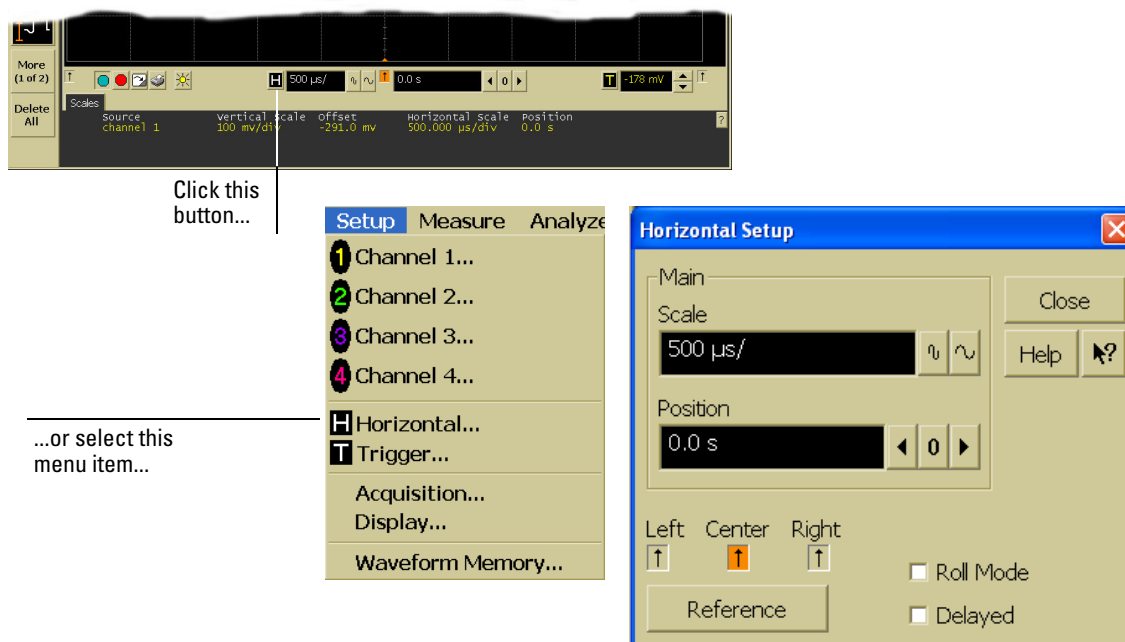 More
(1 of 2)
Delete
All
H 500 µs/ 0.0 s 0 T -178 mV
Scales
Source Vertical Scale Offset Horizontal Scale Position
channel 1 100 mV/div -291.0 mV 500.000 µs/div 0.0 s
?
Click this
button...
...or select this
menu item...
Setup Measure Analyze
1 Channel 1...
2 Channel 2...
3 Channel 3...
4 Channel 4...
H Horizontal...
T Trigger...
Acquisition...
Display...
Waveform Memory...
Horizontal Setup
Main
Scale
500 µs/
Position
0.0 s 0
Close
Help ?
Left Center Right
Reference
Roll Mode
Delayed